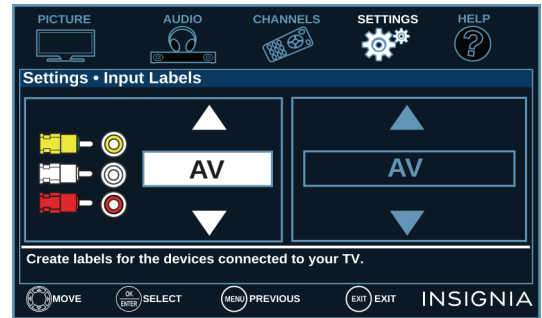 PICTURE AUDIO CHANNELS SETTINGS HELP
?
Settings • Input Labels
AV AV
Create labels for the devices connected to your TV.
MOVE OK ENTER SELECT MENU PREVIOUS EXIT EXIT INSIGNIA